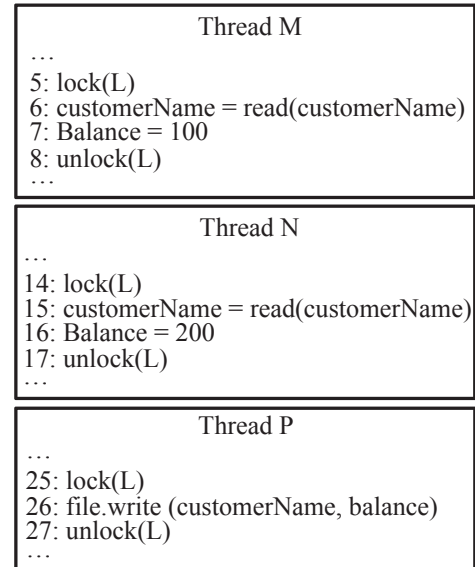 Thread M
…
5: lock(L)
6: customerName = read(customerName)
7: Balance = 100
8: unlock(L)
…
Thread N
…
14: lock(L)
15: customerName = read(customerName)
16: Balance = 200
17: unlock(L)
…
Thread P
…
25: lock(L)
26: file.write (customerName, balance)
27: unlock(L)
…